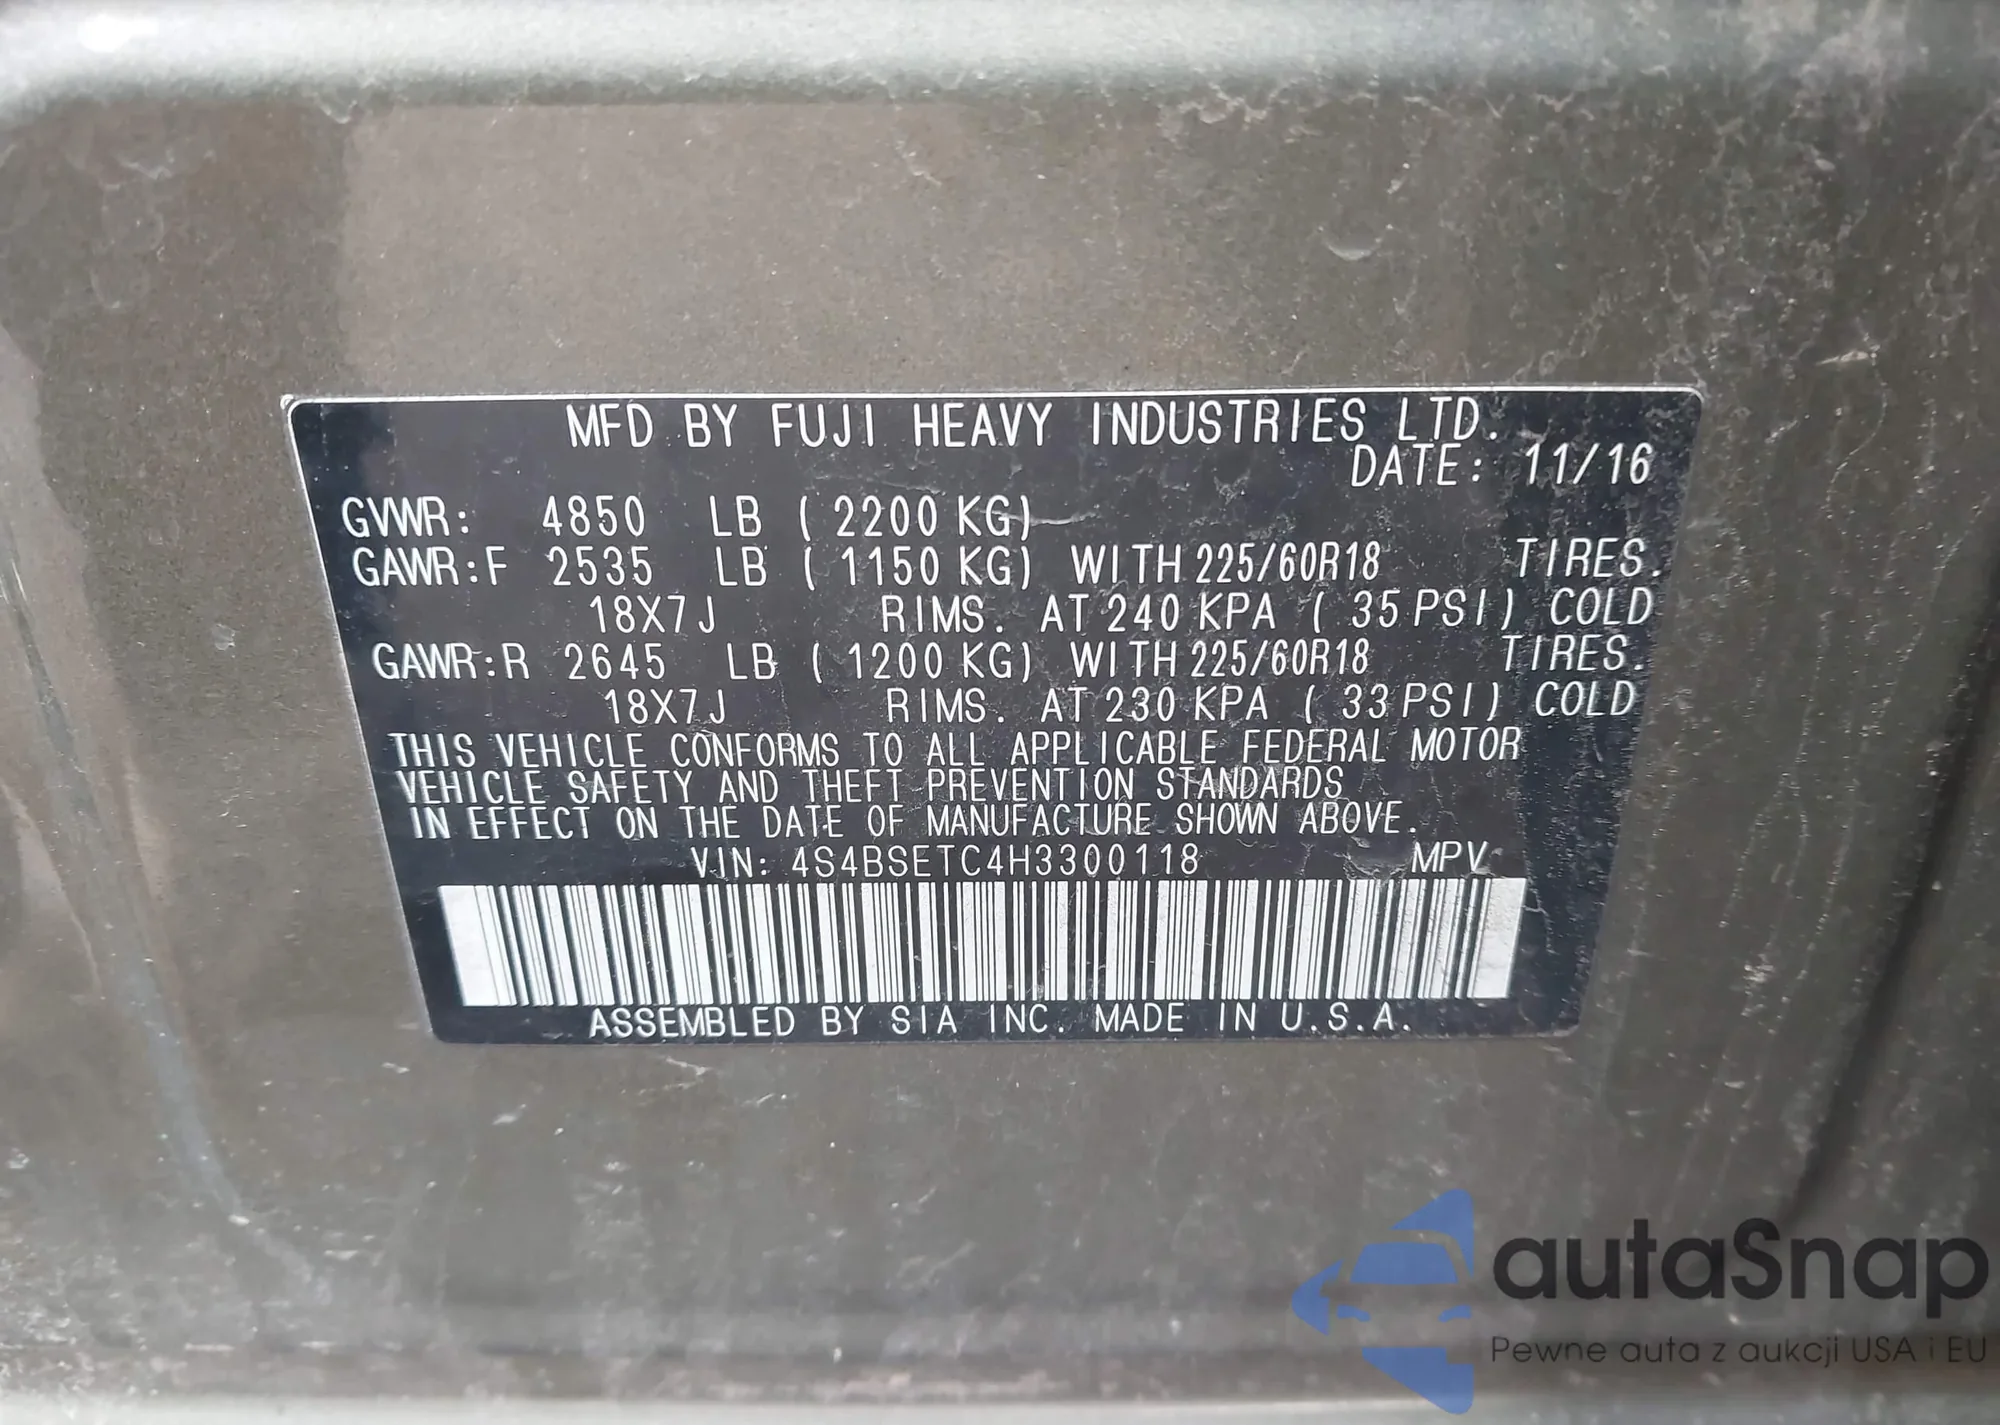 MFD BY FUJI HEAVY INDUSTRIES LTD.
DATE: 11/16
GVWR: 4850 LB ( 2200 KG)
GAWR:F 2535 LB ( 1150 KG) WITH 225/60R18 TIRES.
18X7J RIMS. AT 240 KPA ( 35 PSI) COLD
GAWR:R 2645 LB ( 1200 KG) WITH 225/60R18 TIRES.
18X7J RIMS. AT 230 KPA ( 33 PSI) COLD
THIS VEHICLE CONFORMS TO ALL APPLICABLE FEDERAL MOTOR
VEHICLE SAFETY AND THEFT PREVENTION STANDARDS
IN EFFECT ON THE DATE OF MANUFACTURE SHOWN ABOVE.
VIN: 4S4BSETC4H3300118 MPV
ASSEMBLED BY SIA INC. MADE IN U.S.A.
autaSnap
Pewne auta z aukcji USA i EU